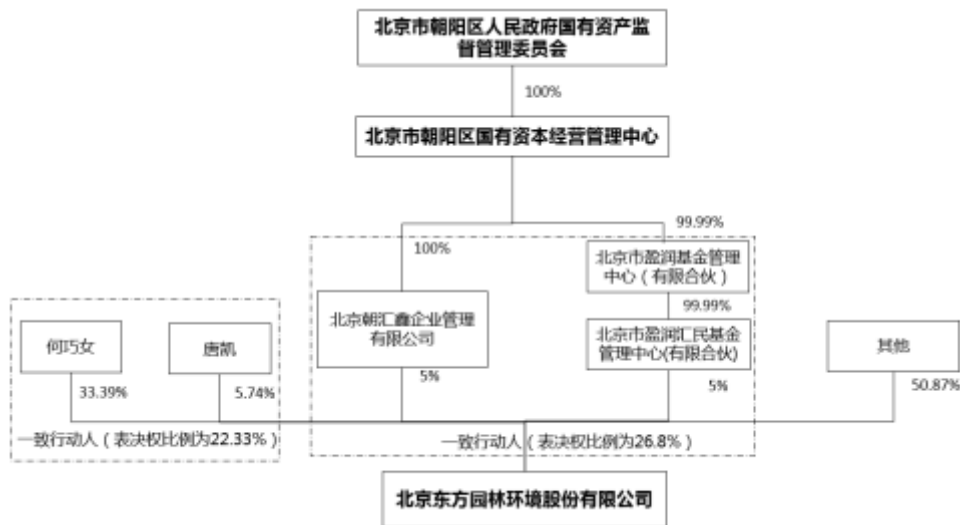 北京市朝阳区人民政府国有资产监
督管理委员会
100%
北京市朝阳区国有资本经营管理中心
99.99%
100%
北京市盈润基金管理
中心（有限合伙）
99.99%
北京朝汇鑫企业管理
有限公司
北京市盈润汇民基金
管理中心(有限合伙)
何巧女
唐凯
其他
33.39%
5.74%
5%
5%
50.87%
一致行动人（表决权比例为22.33%）
一致行动人（表决权比例为26.8%）
北京东方园林环境股份有限公司